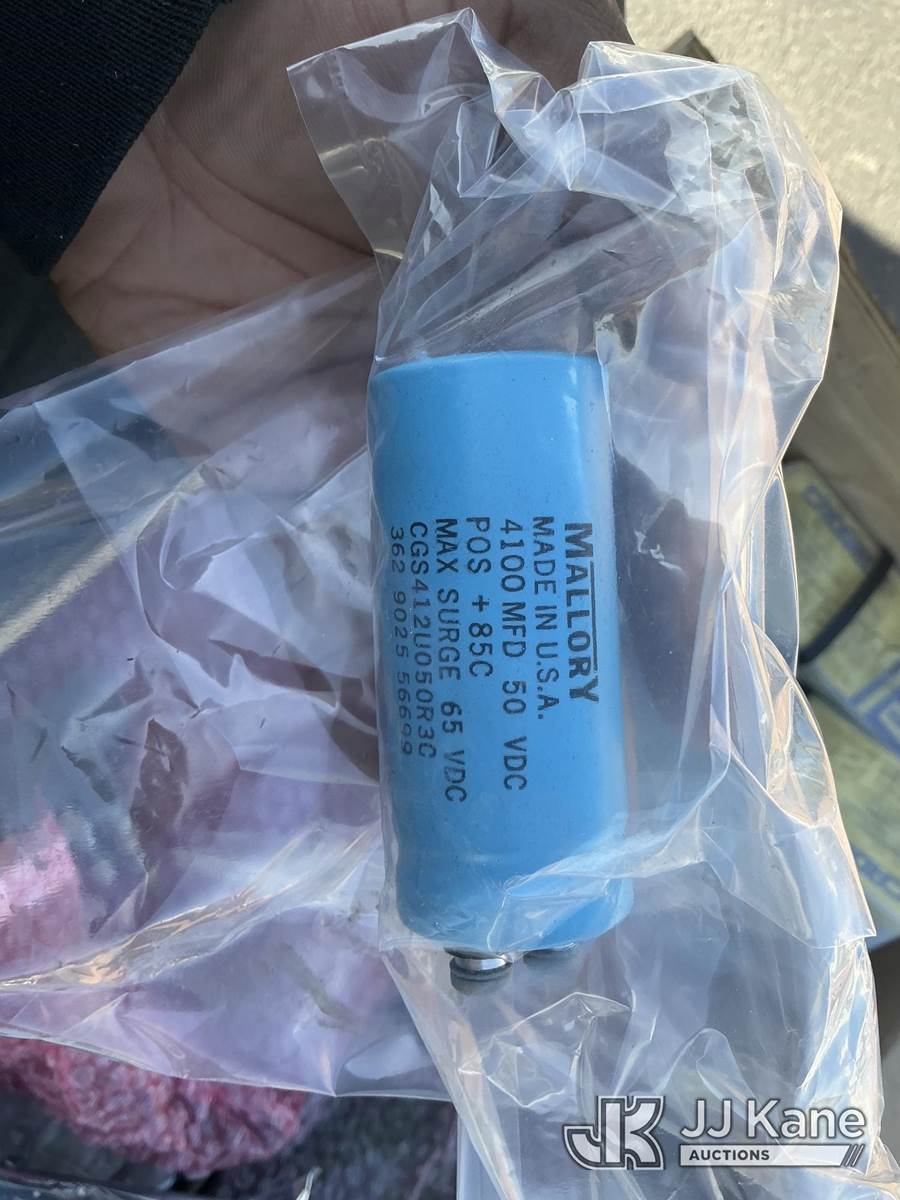 MALLORY
MADE IN U.S.A.
4100 MFD 50 VDC
POS +85C
MAX SURGE 65 VDC
CGS412U050R3C
362 9025 56699
JK JJ Kane
AUCTIONS